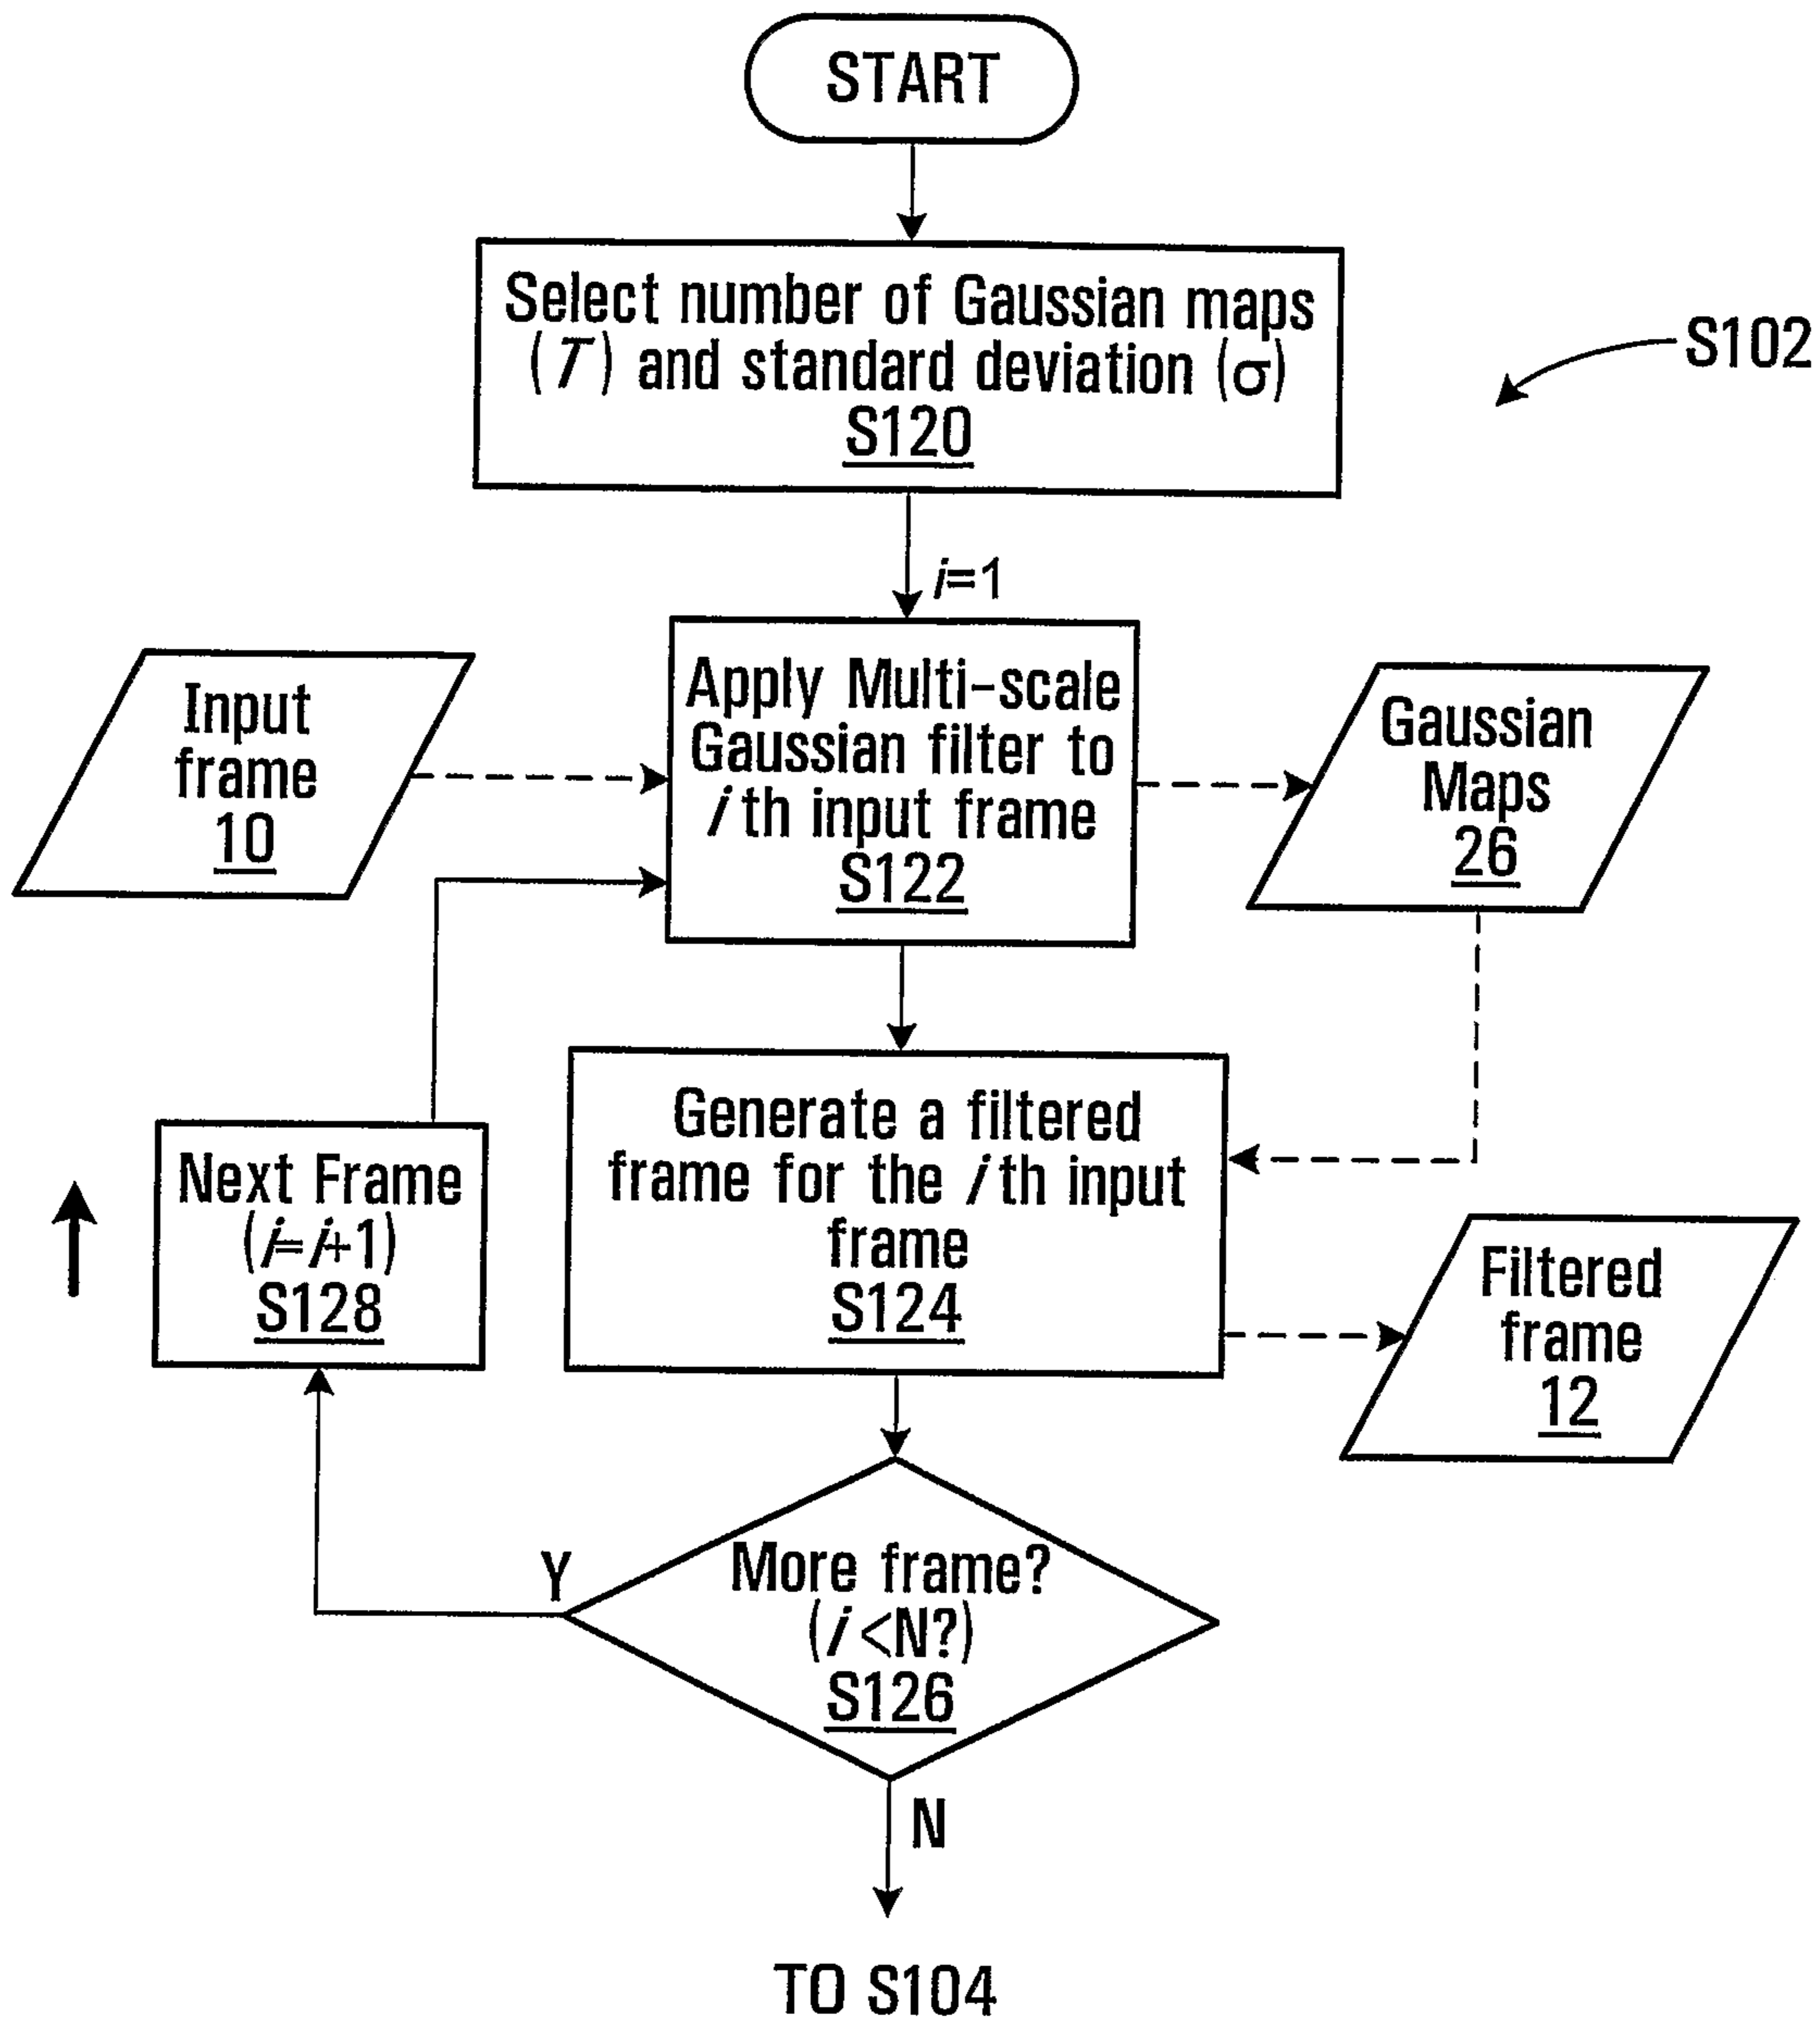 START
Select number of Gaussian maps
(T) and standard deviation (σ)
S120
S102
i=1
Input
frame
10
Apply Multi-scale
Gaussian filter to
i th input frame
S122
Gaussian
Maps
26
Generate a filtered
frame for the i th input
frame
S124
Next Frame
(i=i+1)
S128
Filtered
frame
12
More frame?
(i <N?)
S126
Y
N
TO S104